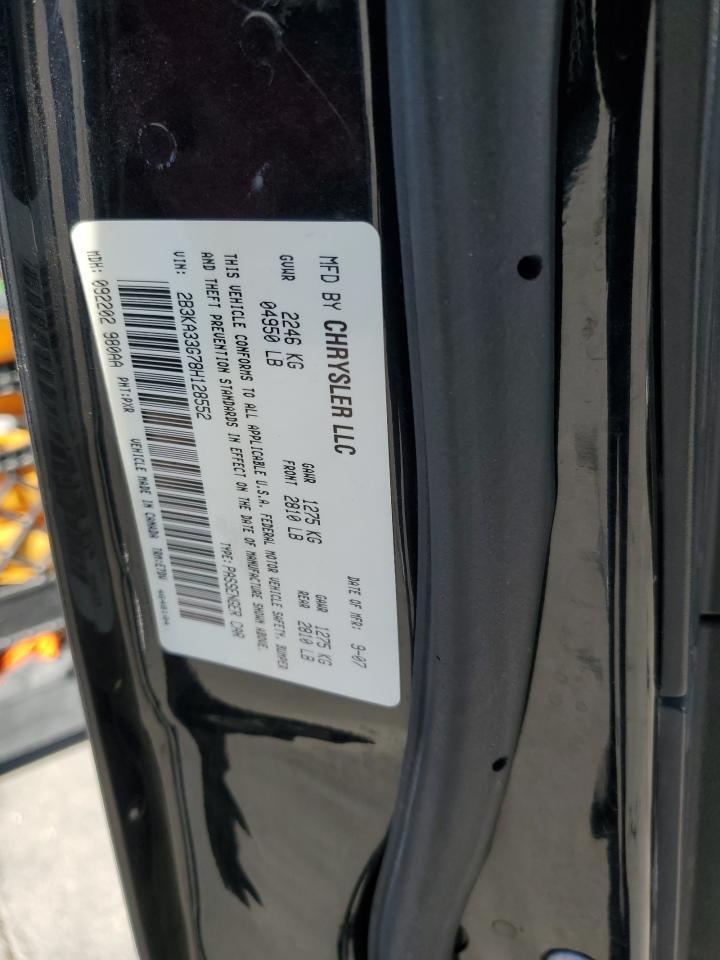 MFD BY CHRYSLER LLC
DATE OF MFR: 9-07
GVWR 2246 KG
04950 LB
GAWR 1275 KG
FRONT 2810 LB
GAWR 1275 KG
REAR 2810 LB
THIS VEHICLE CONFORMS TO ALL APPLICABLE U.S.A. FEDERAL MOTOR VEHICLE SAFETY, BUMPER
AND THEFT PREVENTION STANDARDS IN EFFECT ON THE DATE OF MANUFACTURE SHOWN ABOVE.
VIN: 2B3KA33G78H128552
TYPE: PASSENGER CAR
MDH: 092202 980AA PNT:PXR VEHICLE MADE IN CANADA